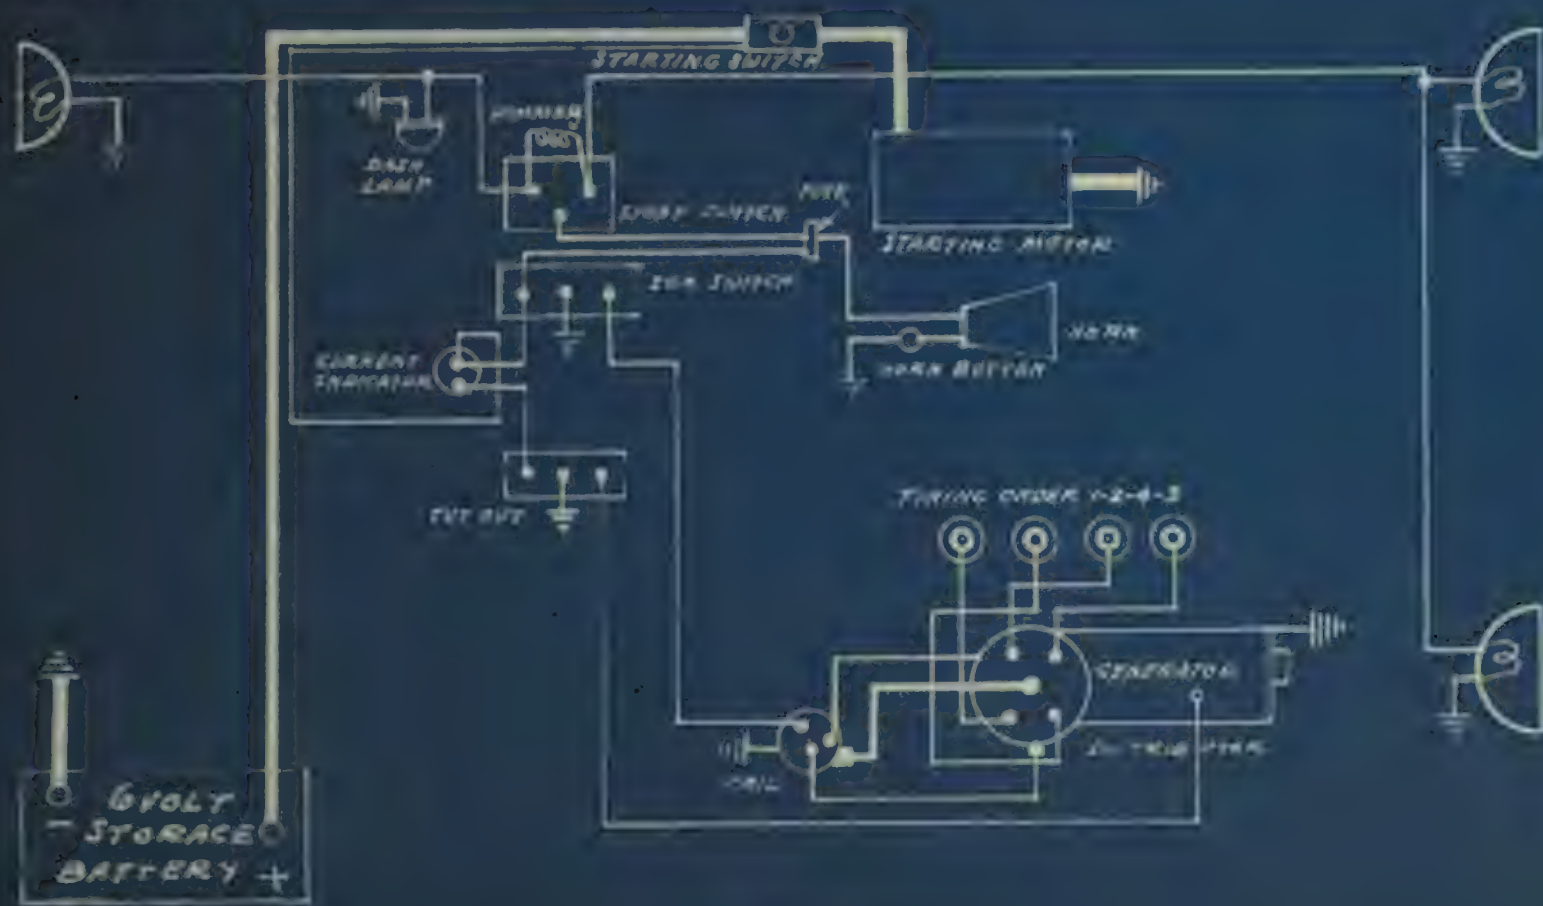 STARTING SWITCH
DIMMER
DASH
LAMP
FUSE
LIGHT SWITCH
STARTING MOTOR
IGN SWITCH
HORN
HORN BUTTON
CURRENT
INDICATOR
CUT OUT
FIRING ORDER 1-2-4-3
GENERATOR
DISTRIBUTOR
COIL
6 VOLT
- STORAGE
BATTERY +